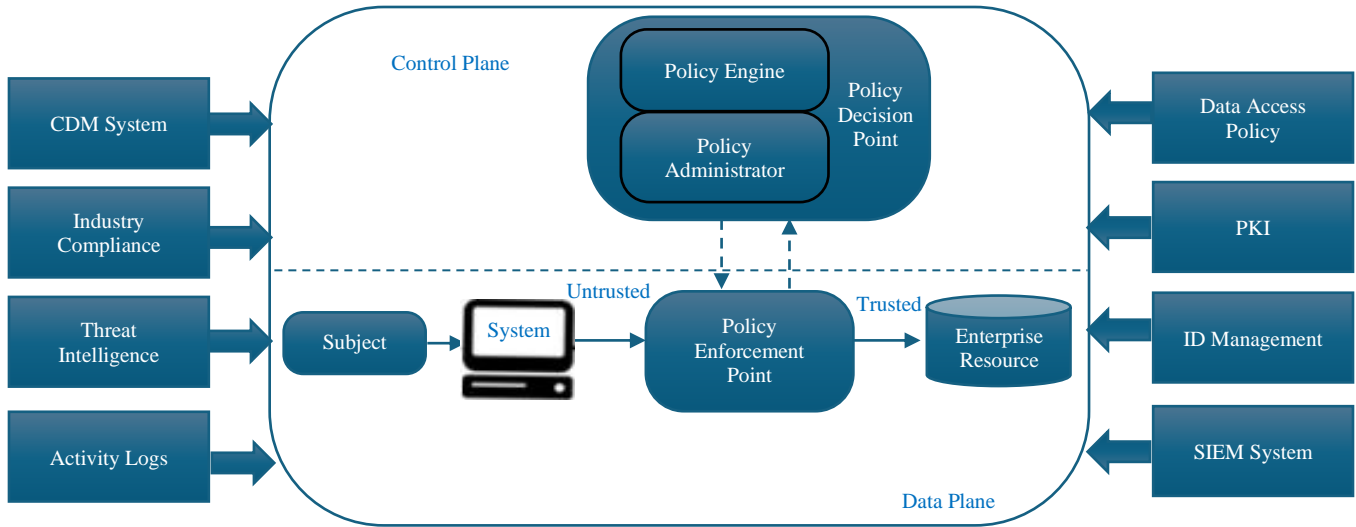 Control Plane
Policy Engine
Policy
Administrator
Policy
Decision
Point
CDM System
Industry
Compliance
Threat
Intelligence
Activity Logs
Data Access
Policy
PKI
ID Management
SIEM System
Subject
System
Untrusted
Policy
Enforcement
Point
Trusted
Enterprise
Resource
Data Plane